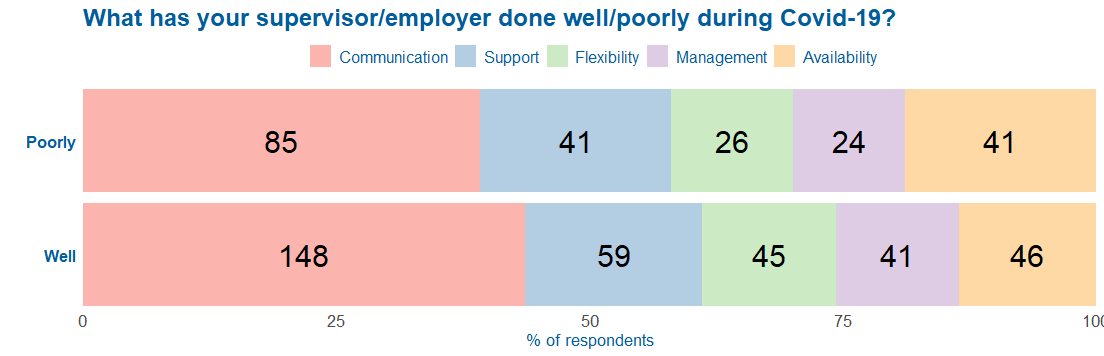 What has your supervisor/employer done well/poorly during Covid-19?
Communication Support Flexibility Management Availability
Poorly 85 41 26 24 41
Well 148 59 45 41 46
0 25 50 75 100
% of respondents